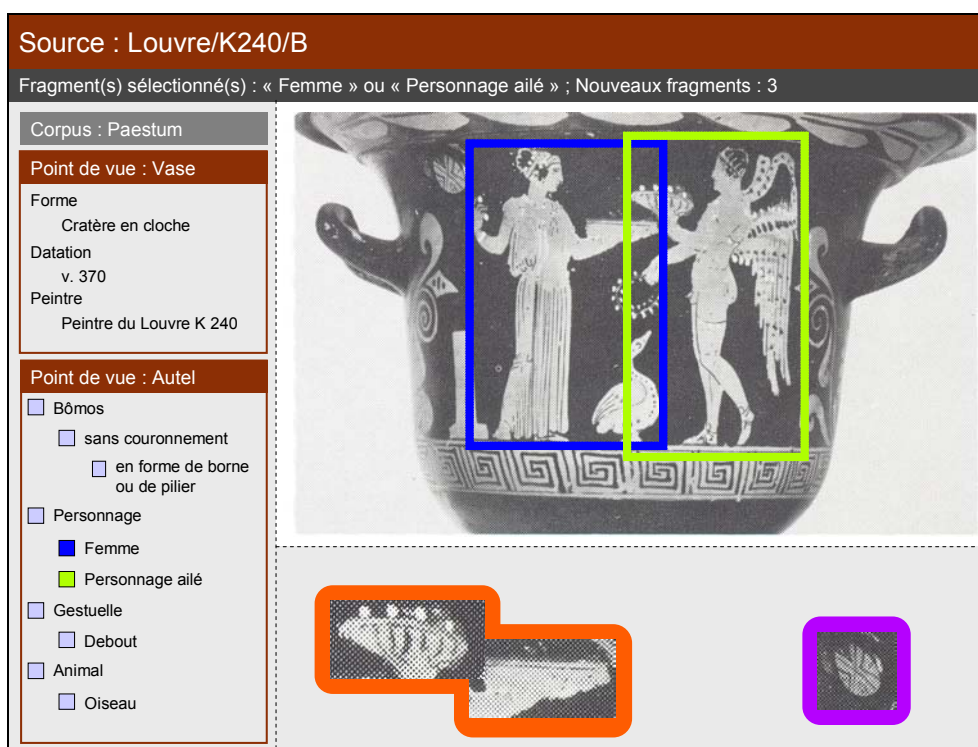 Source : Louvre/K240/B
Fragment(s) sélectionné(s) : « Femme » ou « Personnage ailé » ; Nouveaux fragments : 3
Corpus : Paestum
Point de vue : Vase
Forme
Cratère en cloche
Datation
v. 370
Peintre
Peintre du Louvre K 240
Point de vue : Autel
Bômos
sans couronnement
en forme de borne
ou de pilier
Personnage
Femme
Personnage ailé
Gestuelle
Debout
Animal
Oiseau